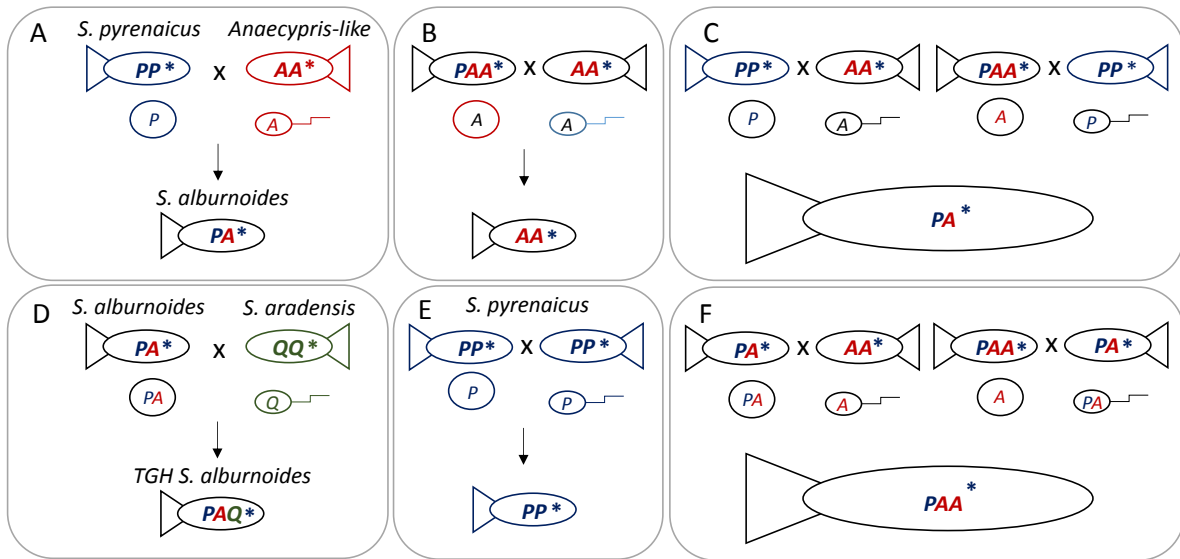 A
S. pyrenaicus Anaecypris-like
PP* x AA*
P A
S. alburnoides
PA*
B
PAA* x AA*
A A
AA*
C
PP* x AA* PAA* x PP*
P A A P
PA*
D
S. alburnoides S. aradensis
PA* x QQ*
PA Q
TGH S. alburnoides
PAQ*
E
S. pyrenaicus
PP* x PP*
P P
PP*
F
PA* x AA* PAA* x PA*
PA A A PA
PAA*